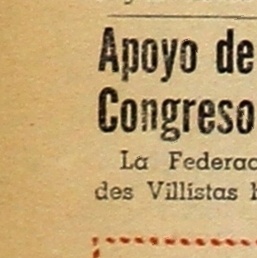 Apoyo de
Congreso
La Federac
des Villistas